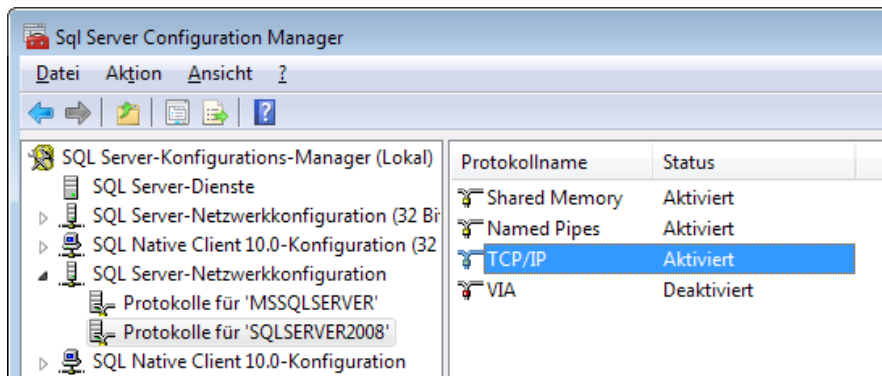 Sql Server Configuration Manager
Datei Aktion Ansicht ?
SQL Server-Konfigurations-Manager (Lokal)
SQL Server-Dienste
SQL Server-Netzwerkkonfiguration (32 Bi
SQL Native Client 10.0-Konfiguration (32
SQL Server-Netzwerkkonfiguration
Protokolle für 'MSSQLSERVER'
Protokolle für 'SQLSERVER2008'
SQL Native Client 10.0-Konfiguration
Protokollname Status
Shared Memory Aktiviert
Named Pipes Aktiviert
TCP/IP Aktiviert
VIA Deaktiviert